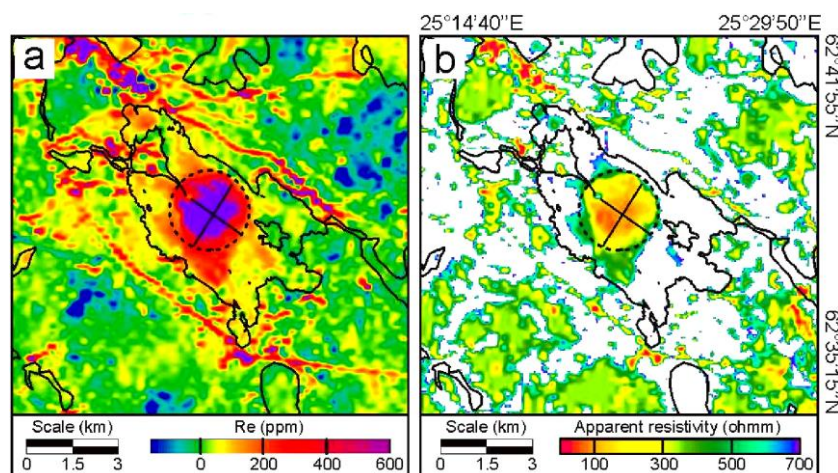 25°14'40"E 25°29'50"E
a b
62°41'55"N
62°35'15"N
Scale (km) Re (ppm) Scale (km) Apparent resistivity (ohmm)
0 1.5 3 0 200 400 600 0 1.5 3 100 300 500 700